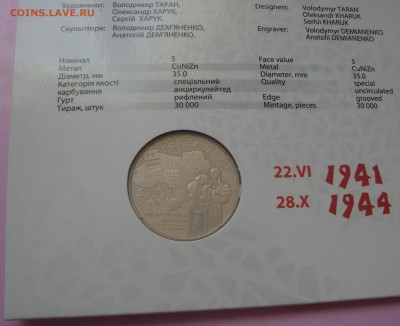 COINS.LAVE.RU
Художники: Володимир ТАРАН, Designers: Volodymyr TARAN
Олександр ХАРУК, Oleksandr KHARUK
Сергій ХАРУК. Serhii KHARUK
Скульптори: Володимир ДЕМ'ЯНЕНКО, Engraver: Volodymyr DEMIANENKO
Анатолій ДЕМ'ЯНЕНКО. Anatolii DEMIANENKO
Номінал 5 Face value 5
Метал CuNiZn Metal CuNiZn
Діаметр, мм 35.0 Diameter, mm 35.0
Категорія якості спеціальний Quality special
карбування анциркулейтед uncirculated
Гурт рифлений Edge grooved
Тираж, штук 30 000 Mintage, pieces 30 000
22.VI 1941
28.X 1944